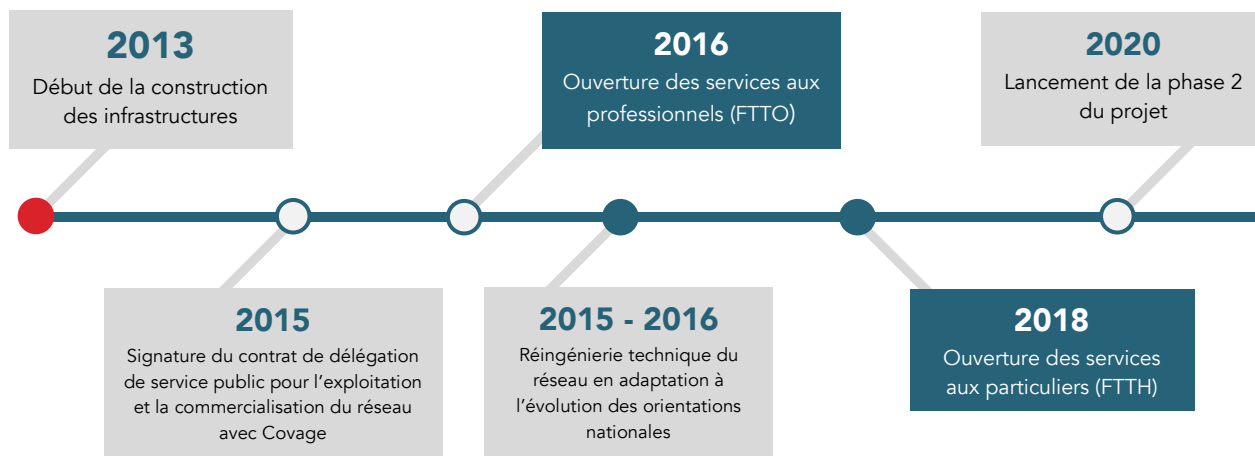 2013
Début de la construction
des infrastructures
2015
Signature du contrat de délégation
de service public pour l'exploitation
et la commercialisation du réseau
avec Covage
2016
Ouverture des services aux
professionnels (FTTO)
2015 - 2016
Réingénierie technique du
réseau en adaptation à
l'évolution des orientations
nationales
2018
Ouverture des services
aux particuliers (FTTH)
2020
Lancement de la phase 2
du projet